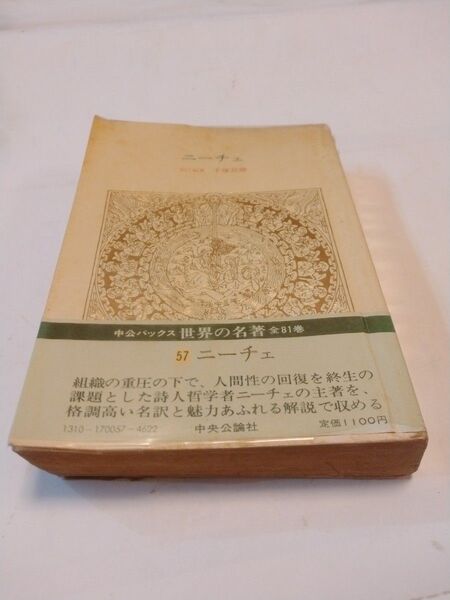 ニーチェ
手塚富雄
中公バックス 世界の名著 全81巻
57 ニーチェ
組織の重圧の下で、人間性の回復を終生の
課題とした詩人哲学者ニーチェの主著を、
格調高い名訳と魅力あふれる解説で収める
1310-170057-4622 中央公論社 定価1100円